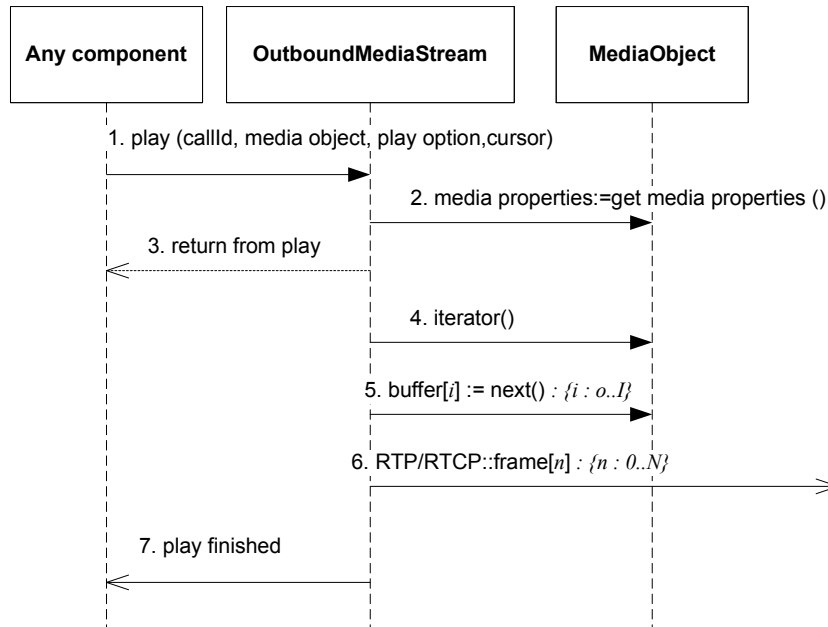 Any component
OutboundMediaStream
MediaObject
1. play (callId, media object, play option,cursor)
2. media properties:=get media properties ()
3. return from play
4. iterator()
5. buffer[i] := next() : {i : o..I}
6. RTP/RTCP::frame[n] : {n : 0..N}
7. play finished